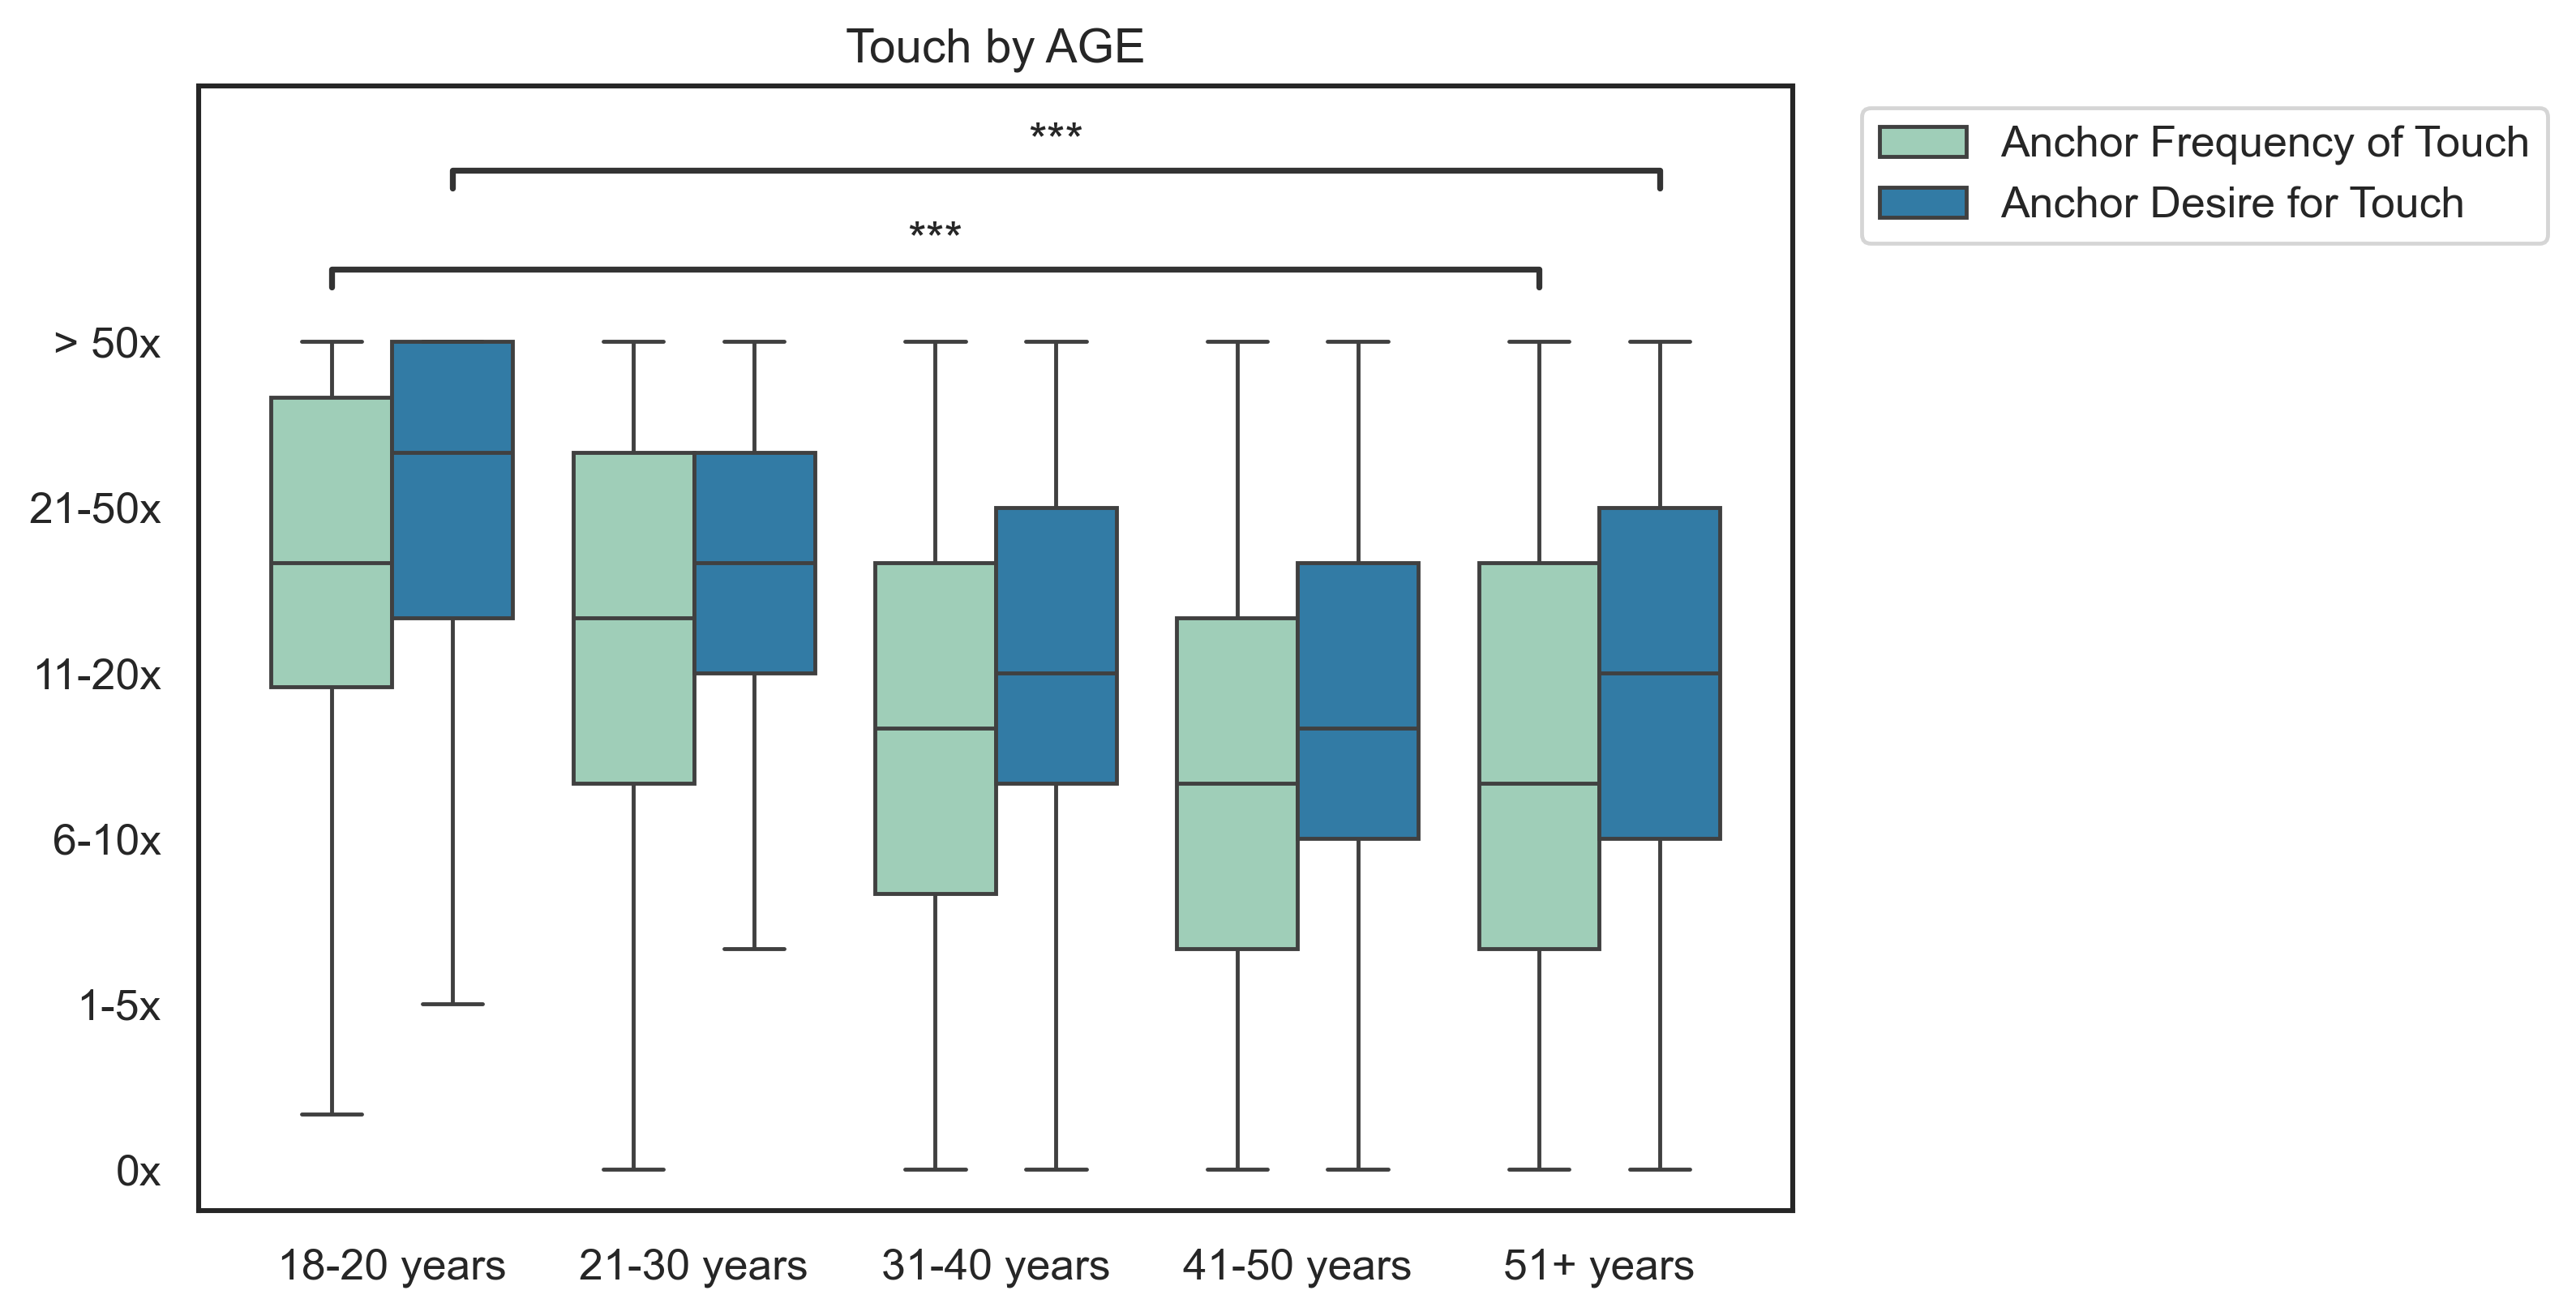 Touch by AGE
***
***
Anchor Frequency of Touch
Anchor Desire for Touch
> 50x
21-50x
11-20x
6-10x
1-5x
0x
18-20 years
21-30 years
31-40 years
41-50 years
51+ years